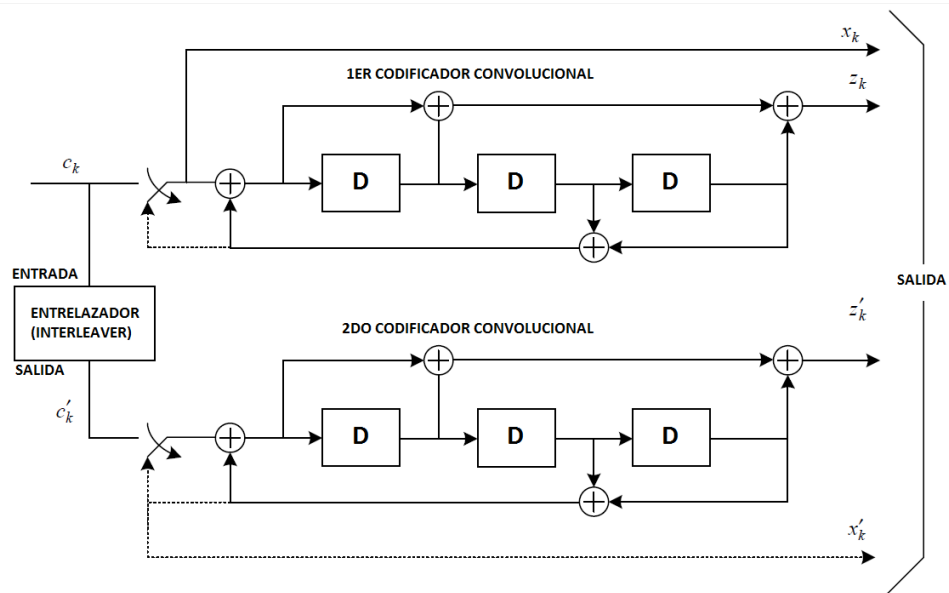 x_k
1ER CODIFICADOR CONVOLUCIONAL
z_k
c_k
D
D
D
ENTRADA
SALIDA
ENTRELAZADOR
(INTERLEAVER)
z'_k
2DO CODIFICADOR CONVOLUCIONAL
SALIDA
c'_k
D
D
D
x'_k